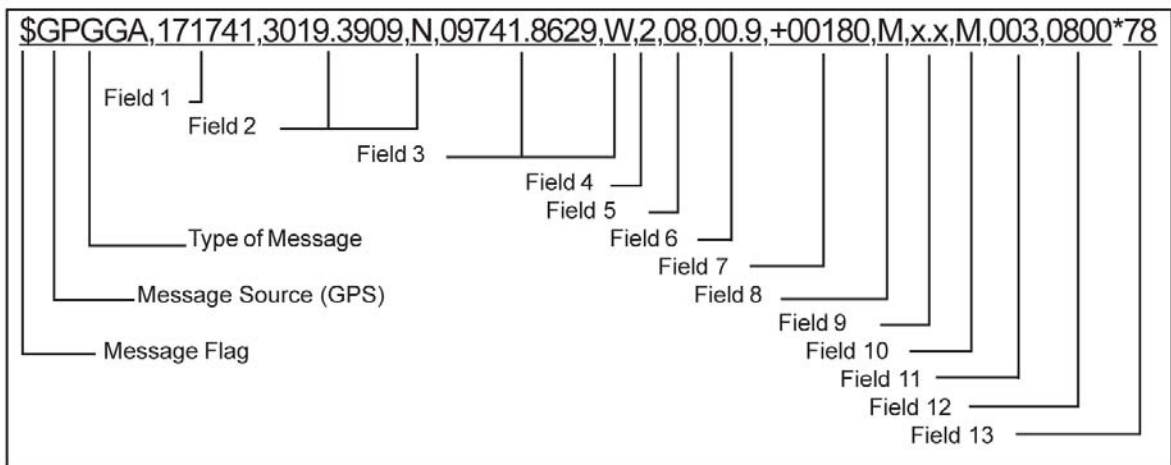 $GPGGA,171741,3019.3909,N,09741.8629,W,2,08,00.9,+00180,M,x.x,M,003,0800*78
Field 1
Field 2
Field 3
Field 4
Field 5
Type of Message
Field 6
Field 7
Message Source (GPS)
Field 8
Field 9
Message Flag
Field 10
Field 11
Field 12
Field 13